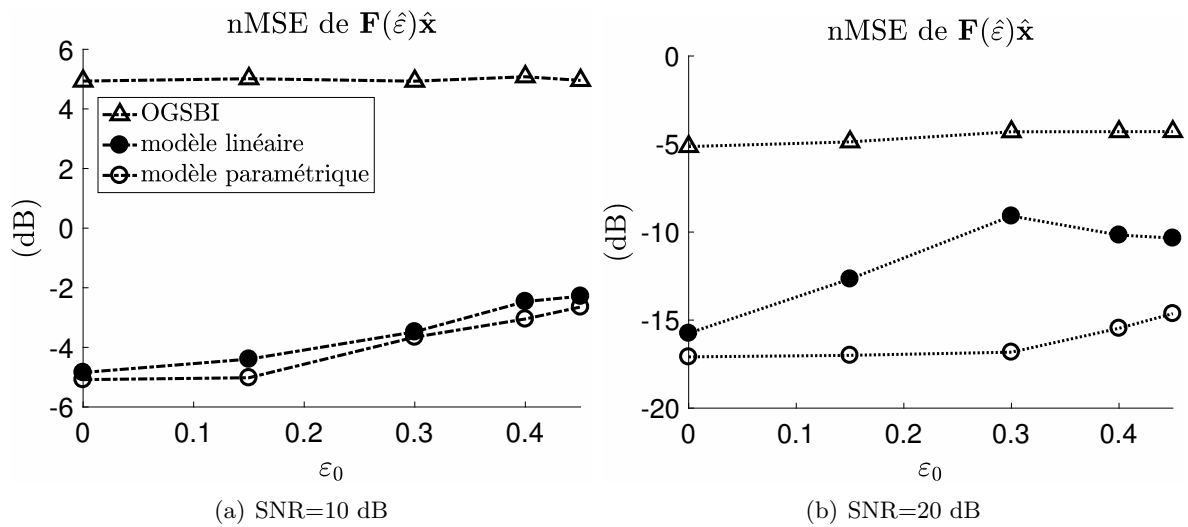 nMSE de F(ε̂)x̂
6
4
2
0
-2
-4
-6
(dB)
OGSBI
modèle linéaire
modèle paramétrique
0 0.1 0.2 0.3 0.4
ε₀
(a) SNR=10 dB
nMSE de F(ε̂)x̂
0
-5
-10
-15
-20
(dB)
0 0.1 0.2 0.3 0.4
ε₀
(b) SNR=20 dB